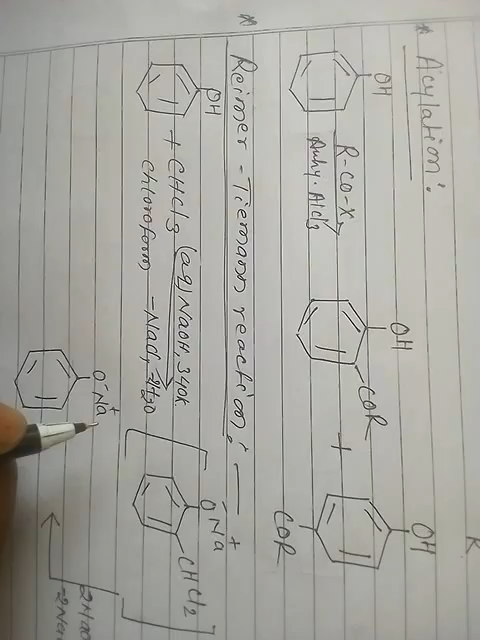 * Acylation :
OH R-CO-X Anhy. AlCl3 OH COR + OH COR
* Reimer - Tiemann reaction :-
OH + CHCl3 (aq) NaOH, 340K O⁻Na⁺ CHCl2
chloroform -NaCl, -2H2O
O⁻Na⁺